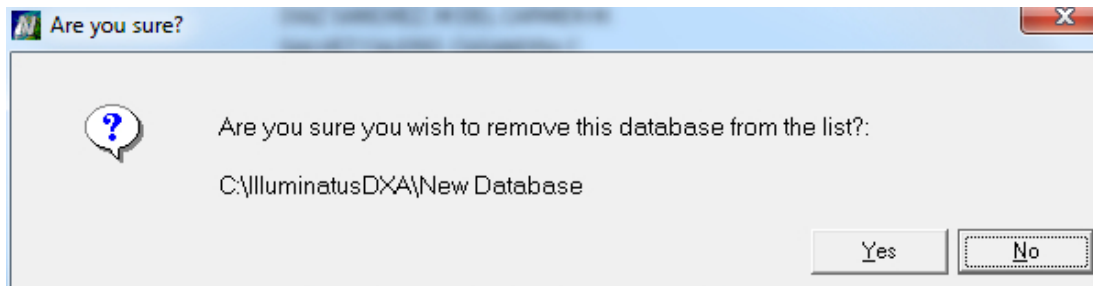 Are you sure?
Are you sure you wish to remove this database from the list?:
C:\IlluminatusDXA\New Database
Yes No